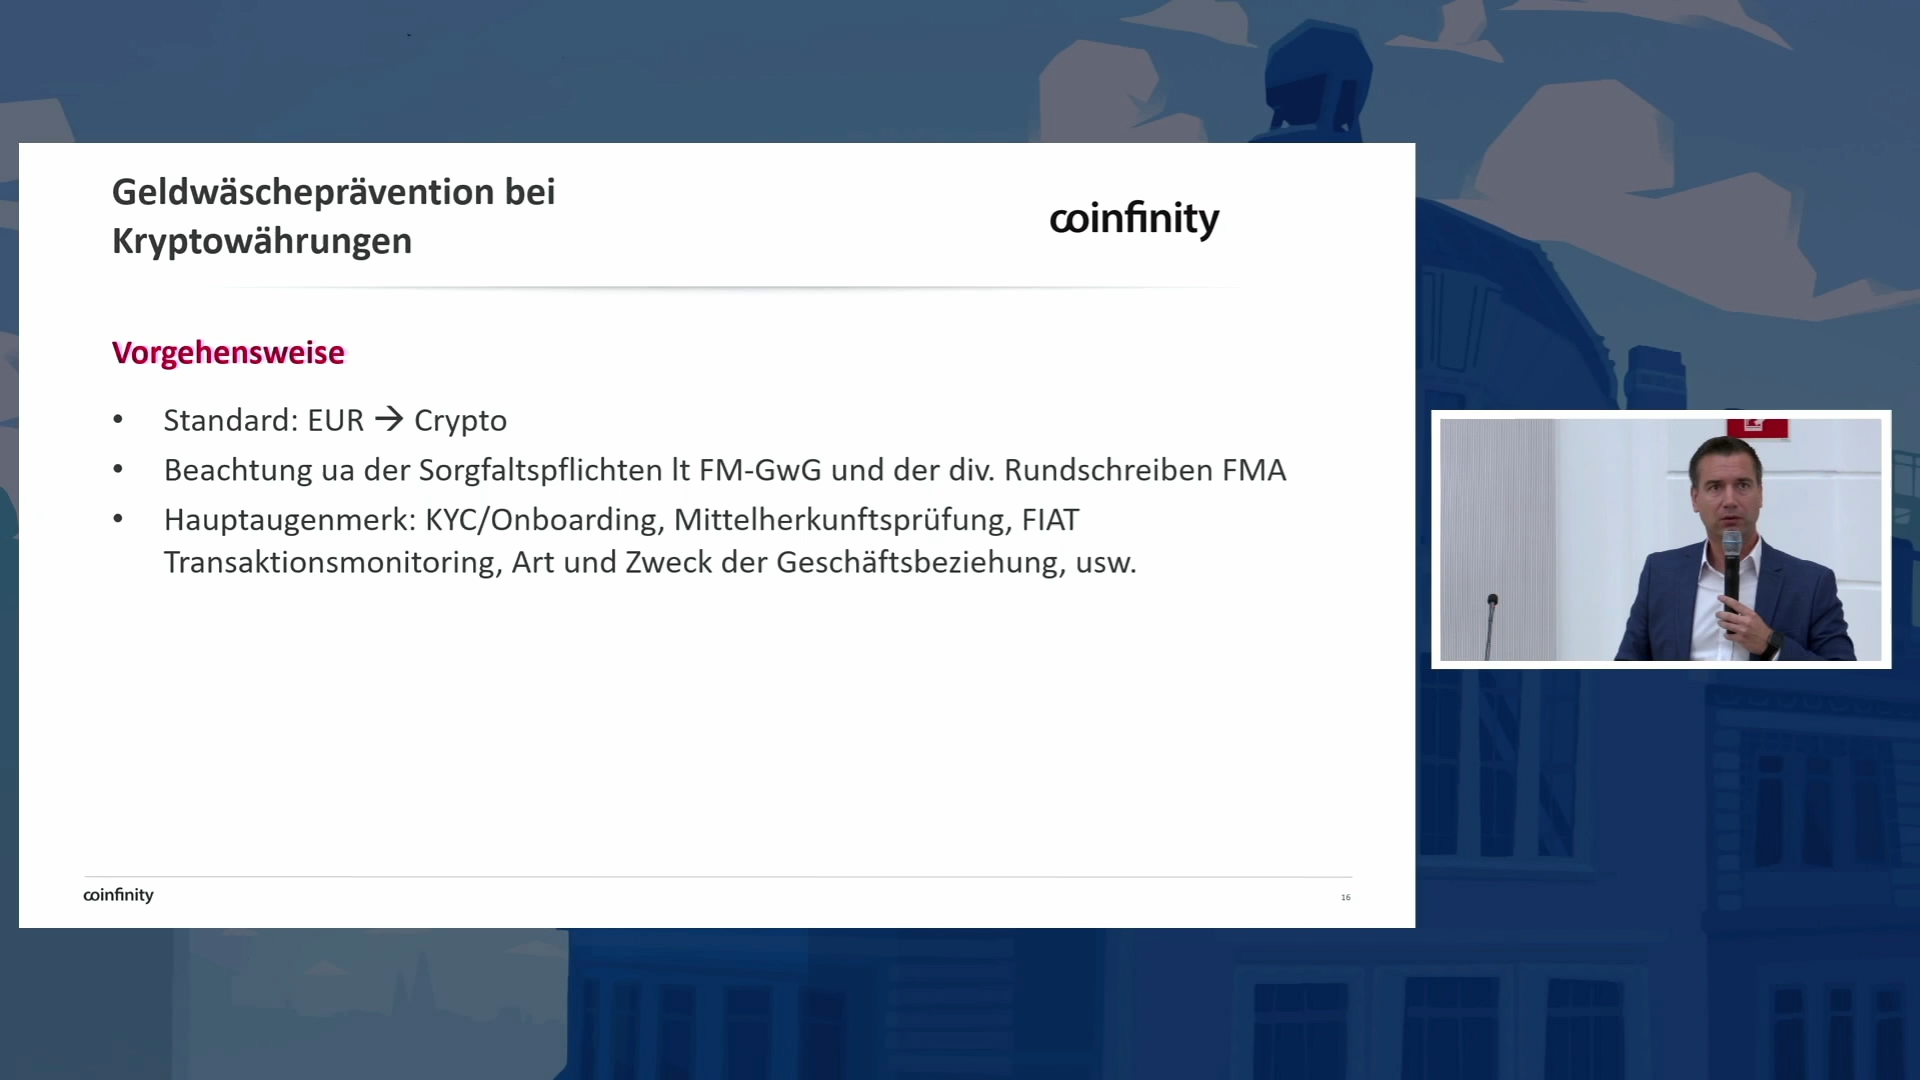 Geldwäscheprävention bei
Kryptowährungen
coinfinity
Vorgehensweise
• Standard: EUR → Crypto
• Beachtung ua der Sorgfaltspflichten lt FM-GwG und der div. Rundschreiben FMA
• Hauptaugenmerk: KYC/Onboarding, Mittelherkunftsprüfung, FIAT
Transaktionsmonitoring, Art und Zweck der Geschäftsbeziehung, usw.
coinfinity
16